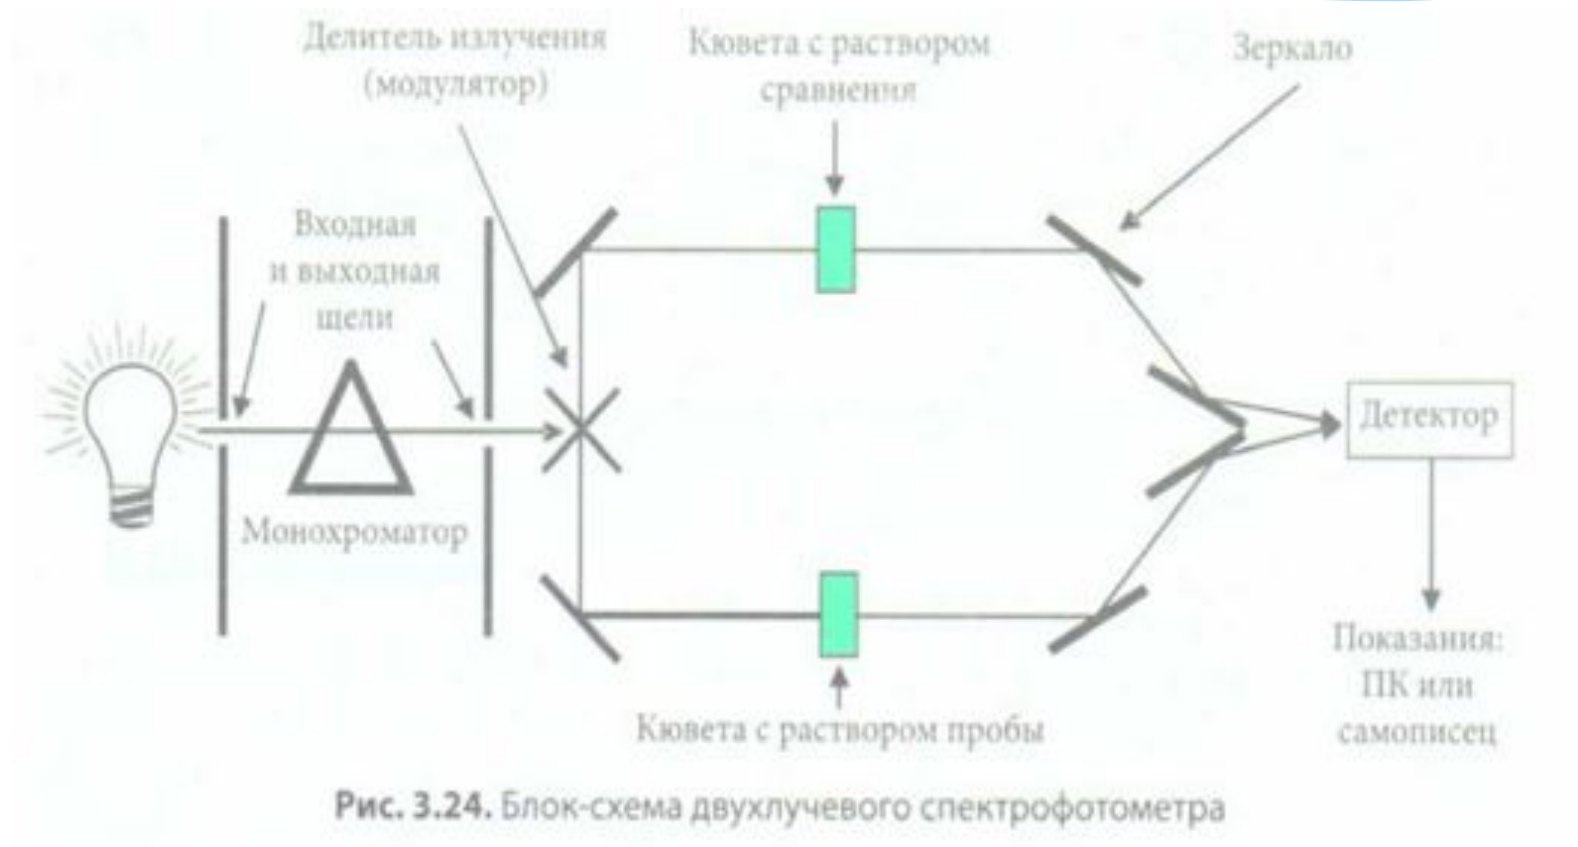 Делитель излучения
(модулятор)
Кювета с раствором
сравнения
Зеркало
Входная
и выходная
щели
Монохроматор
Детектор
Показания:
ПК или
самописец
Кювета с раствором пробы
Рис. 3.24. Блок-схема двухлучевого спектрофотометра